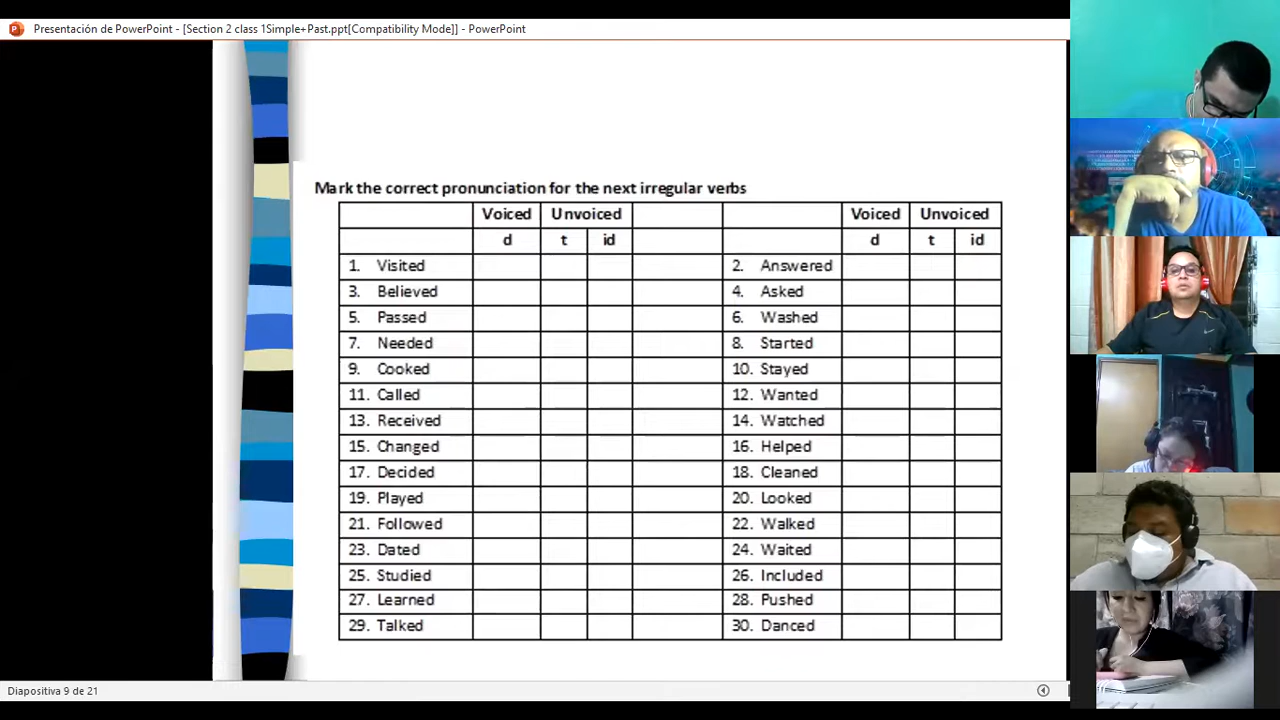 Presentación de PowerPoint - [Section 2 class 1Simple+Past.ppt[Compatibility Mode]] - PowerPoint
Mark the correct pronunciation for the next irregular verbs
Voiced Unvoiced Voiced Unvoiced
d t id d t id
1. Visited 2. Answered
3. Believed 4. Asked
5. Passed 6. Washed
7. Needed 8. Started
9. Cooked 10. Stayed
11. Called 12. Wanted
13. Received 14. Watched
15. Changed 16. Helped
17. Decided 18. Cleaned
19. Played 20. Looked
21. Followed 22. Walked
23. Dated 24. Waited
25. Studied 26. Included
27. Learned 28. Pushed
29. Talked 30. Danced
Diapositiva 9 de 21